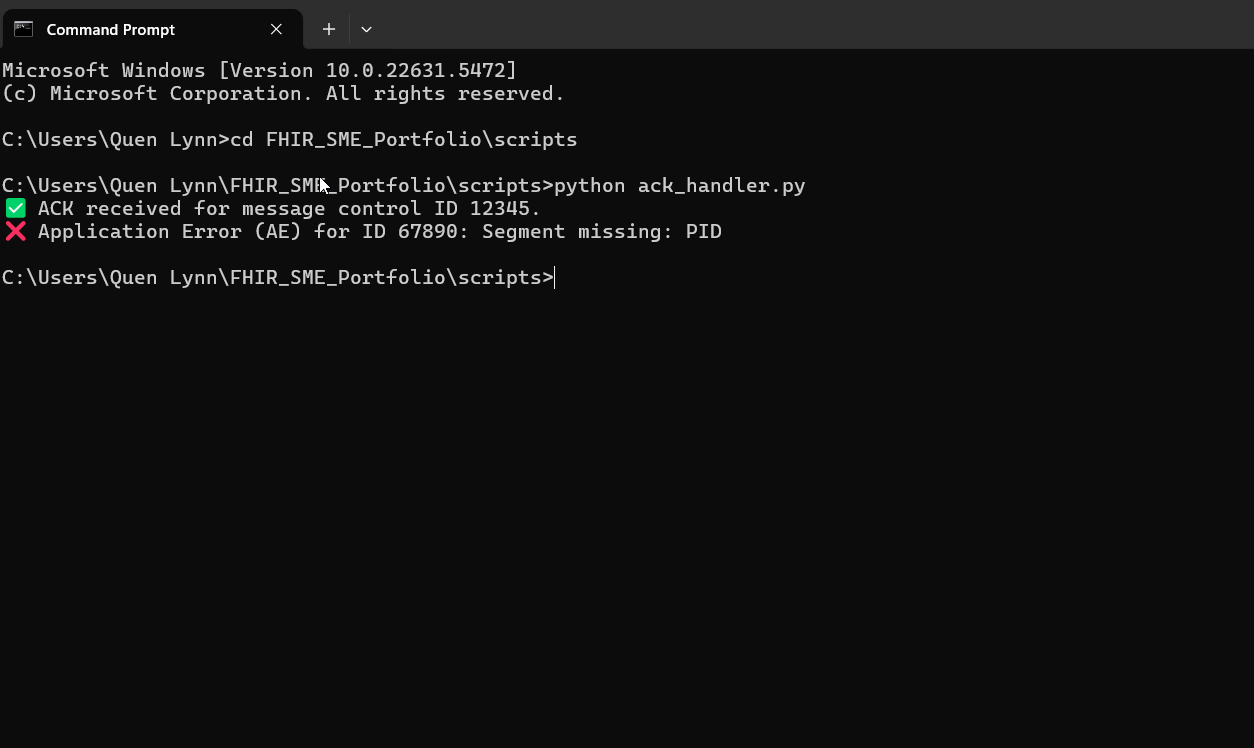 Command Prompt
Microsoft Windows [Version 10.0.22631.5472]
(c) Microsoft Corporation. All rights reserved.
C:\Users\Quen Lynn>cd FHIR_SME_Portfolio\scripts
C:\Users\Quen Lynn\FHIR_SME_Portfolio\scripts>python ack_handler.py
✅ ACK received for message control ID 12345.
❌ Application Error (AE) for ID 67890: Segment missing: PID
C:\Users\Quen Lynn\FHIR_SME_Portfolio\scripts>